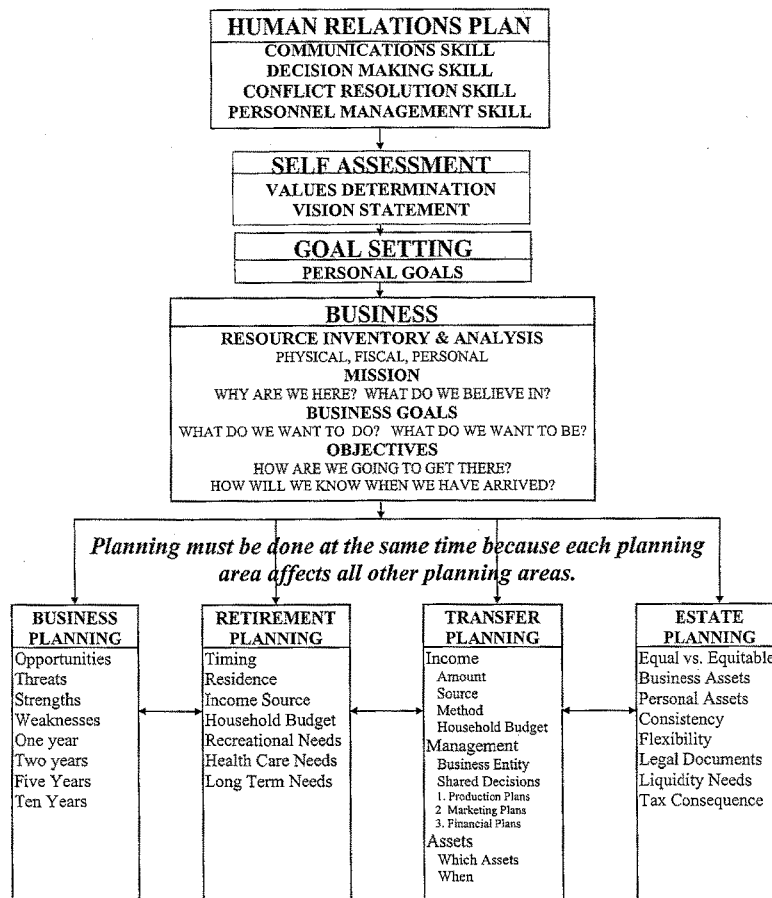 HUMAN RELATIONS PLAN
COMMUNICATIONS SKILL
DECISION MAKING SKILL
CONFLICT RESOLUTION SKILL
PERSONNEL MANAGEMENT SKILL
SELF ASSESSMENT
VALUES DETERMINATION
VISION STATEMENT
GOAL SETTING
PERSONAL GOALS
BUSINESS
RESOURCE INVENTORY & ANALYSIS
PHYSICAL, FISCAL, PERSONAL
MISSION
WHY ARE WE HERE? WHAT DO WE BELIEVE IN?
BUSINESS GOALS
WHAT DO WE WANT TO DO? WHAT DO WE WANT TO BE?
OBJECTIVES
HOW ARE WE GOING TO GET THERE?
HOW WILL WE KNOW WHEN WE HAVE ARRIVED?
Planning must be done at the same time because each planning
area affects all other planning areas.
BUSINESS
PLANNING
Opportunities
Threats
Strengths
Weaknesses
One year
Two years
Five Years
Ten Years
RETIREMENT
PLANNING
Timing
Residence
Income Source
Household Budget
Recreational Needs
Health Care Needs
Long Term Needs
TRANSFER
PLANNING
Income
Amount
Source
Method
Household Budget
Management
Business Entity
Shared Decisions
1. Production Plans
2 Marketing Plans
3. Financial Plans
Assets
Which Assets
When
ESTATE
PLANNING
Equal vs. Equitable
Business Assets
Personal Assets
Consistency
Flexibility
Legal Documents
Liquidity Needs
Tax Consequence